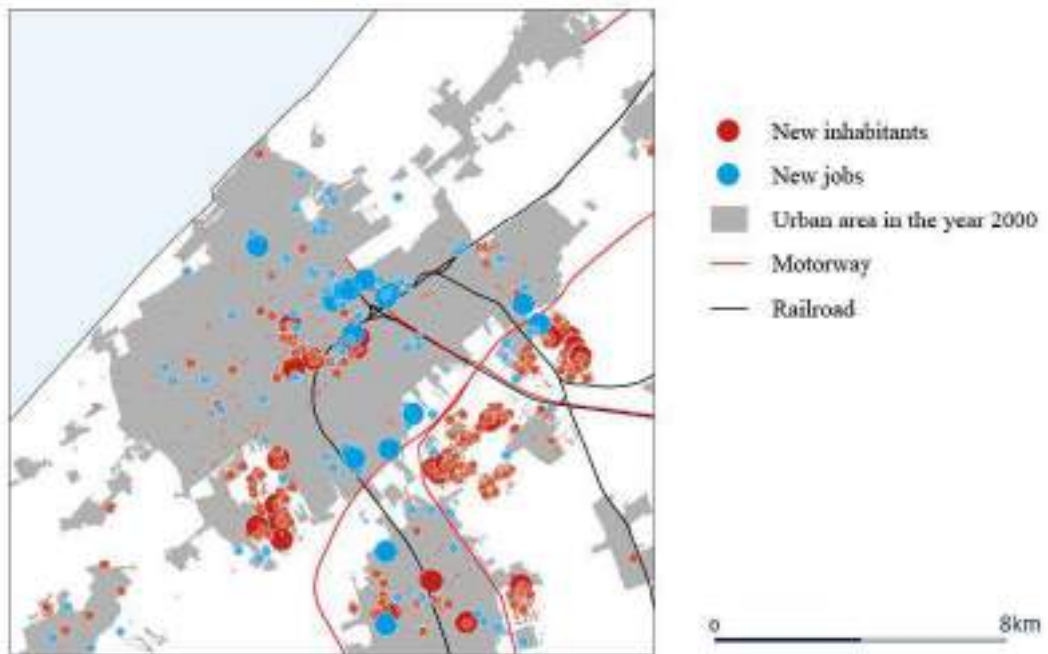 New inhabitants
New jobs
Urban area in the year 2000
Motorway
Railroad
0 8km